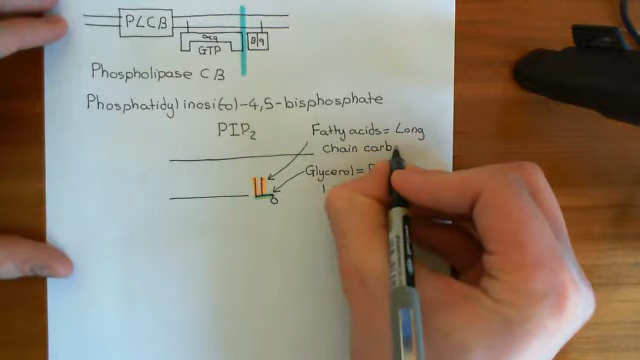 PLCβ
αq
GTP
β γ
Phospholipase Cβ
Phosphatidylinositol-4,5-bisphosphate
PIP2
Fatty acids = Long
chain carb
Glycerol =